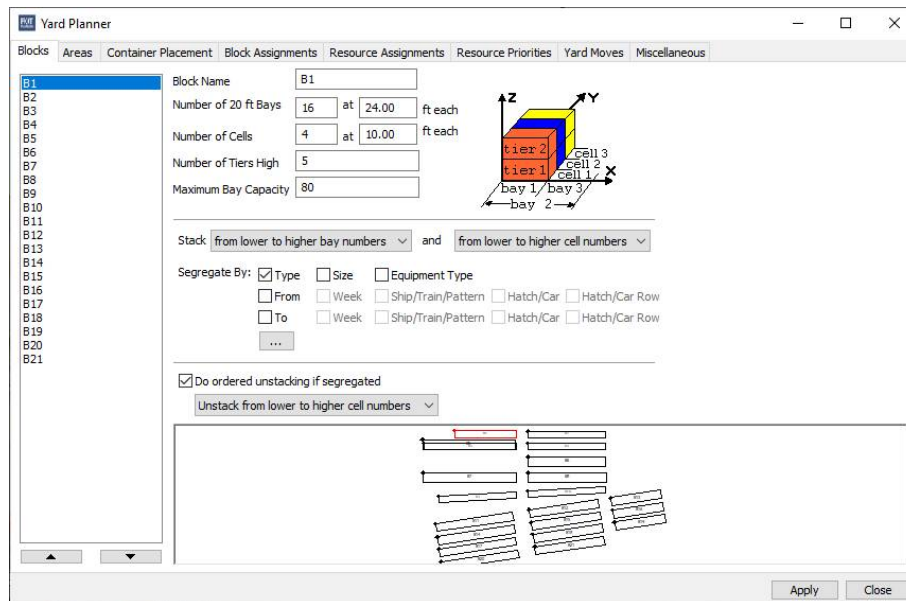 Yard Planner
Blocks Areas Container Placement Block Assignments Resource Assignments Resource Priorities Yard Moves Miscellaneous
B1
B2
B3
B4
B5
B6
B7
B8
B9
B10
B11
B12
B13
B14
B15
B16
B17
B18
B19
B20
B21
Block Name B1
Number of 20 ft Bays 16 at 24.00 ft each
Number of Cells 4 at 10.00 ft each
Number of Tiers High 5
Maximum Bay Capacity 80
Z
Y
X
tier 2
tier 1
cell 3
cell 2
cell 1
bay 1
bay 3
bay 2
Stack from lower to higher bay numbers and from lower to higher cell numbers
Segregate By: Type Size Equipment Type
From Week Ship/Train/Pattern Hatch/Car Hatch/Car Row
To Week Ship/Train/Pattern Hatch/Car Hatch/Car Row
...
Do ordered unstacking if segregated
Unstack from lower to higher cell numbers
Apply Close